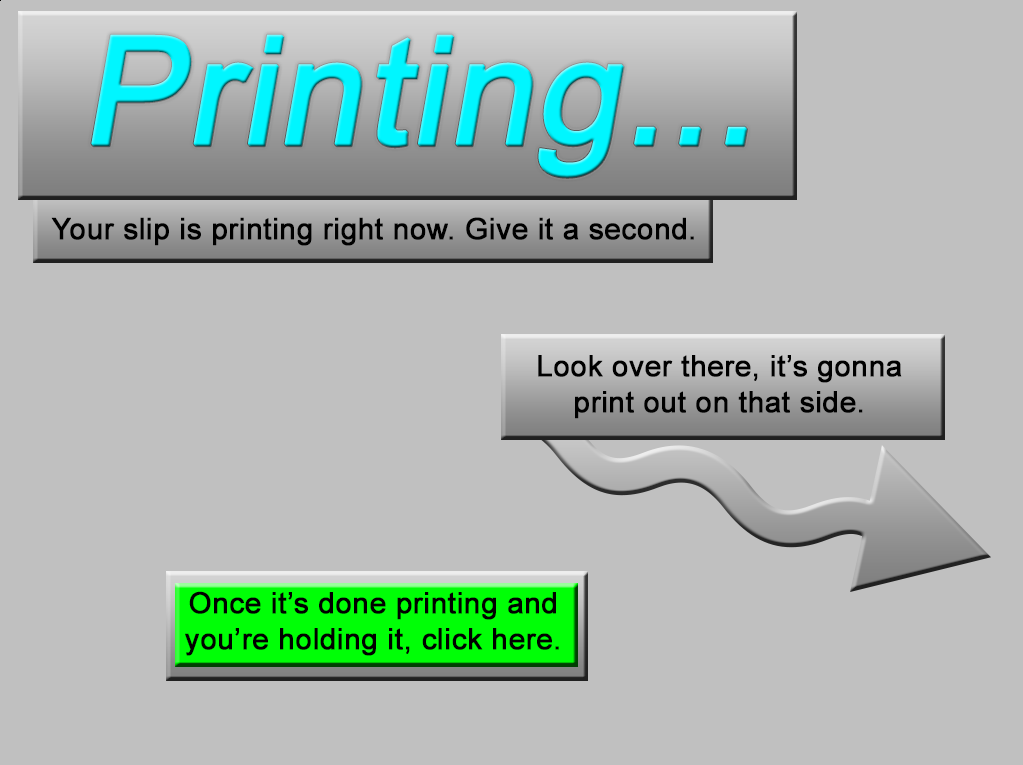 Printing...
Your slip is printing right now. Give it a second.
Look over there, it’s gonna
print out on that side.
Once it’s done printing and
you’re holding it, click here.